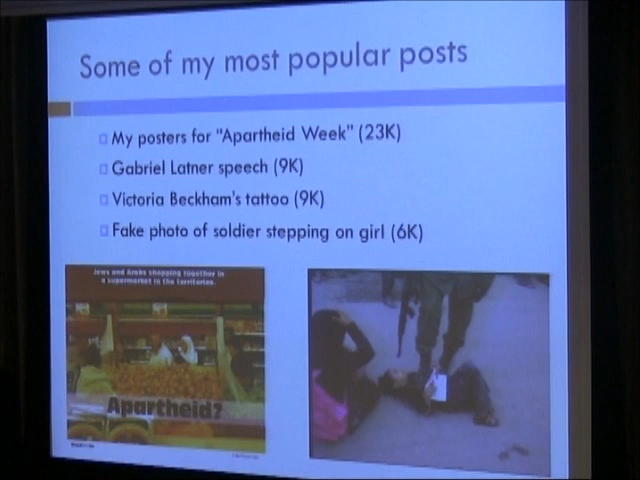 Some of my most popular posts
My posters for "Apartheid Week" (23K)
Gabriel Latner speech (9K)
Victoria Beckham's tattoo (9K)
Fake photo of soldier stepping on girl (6K)
Jews and Arabs shopping together in
a supermarket in the territories.
Apartheid?